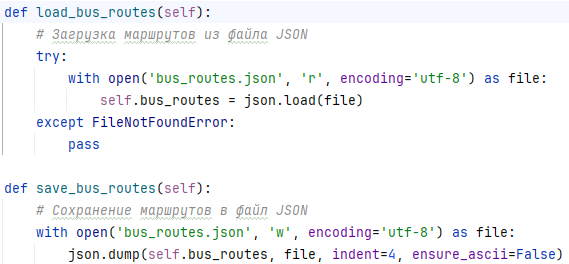 def load_bus_routes(self):
    # Загрузка маршрутов из файла JSON
    try:
        with open('bus_routes.json', 'r', encoding='utf-8') as file:
            self.bus_routes = json.load(file)
    except FileNotFoundError:
        pass

def save_bus_routes(self):
    # Сохранение маршрутов в файл JSON
    with open('bus_routes.json', 'w', encoding='utf-8') as file:
        json.dump(self.bus_routes, file, indent=4, ensure_ascii=False)